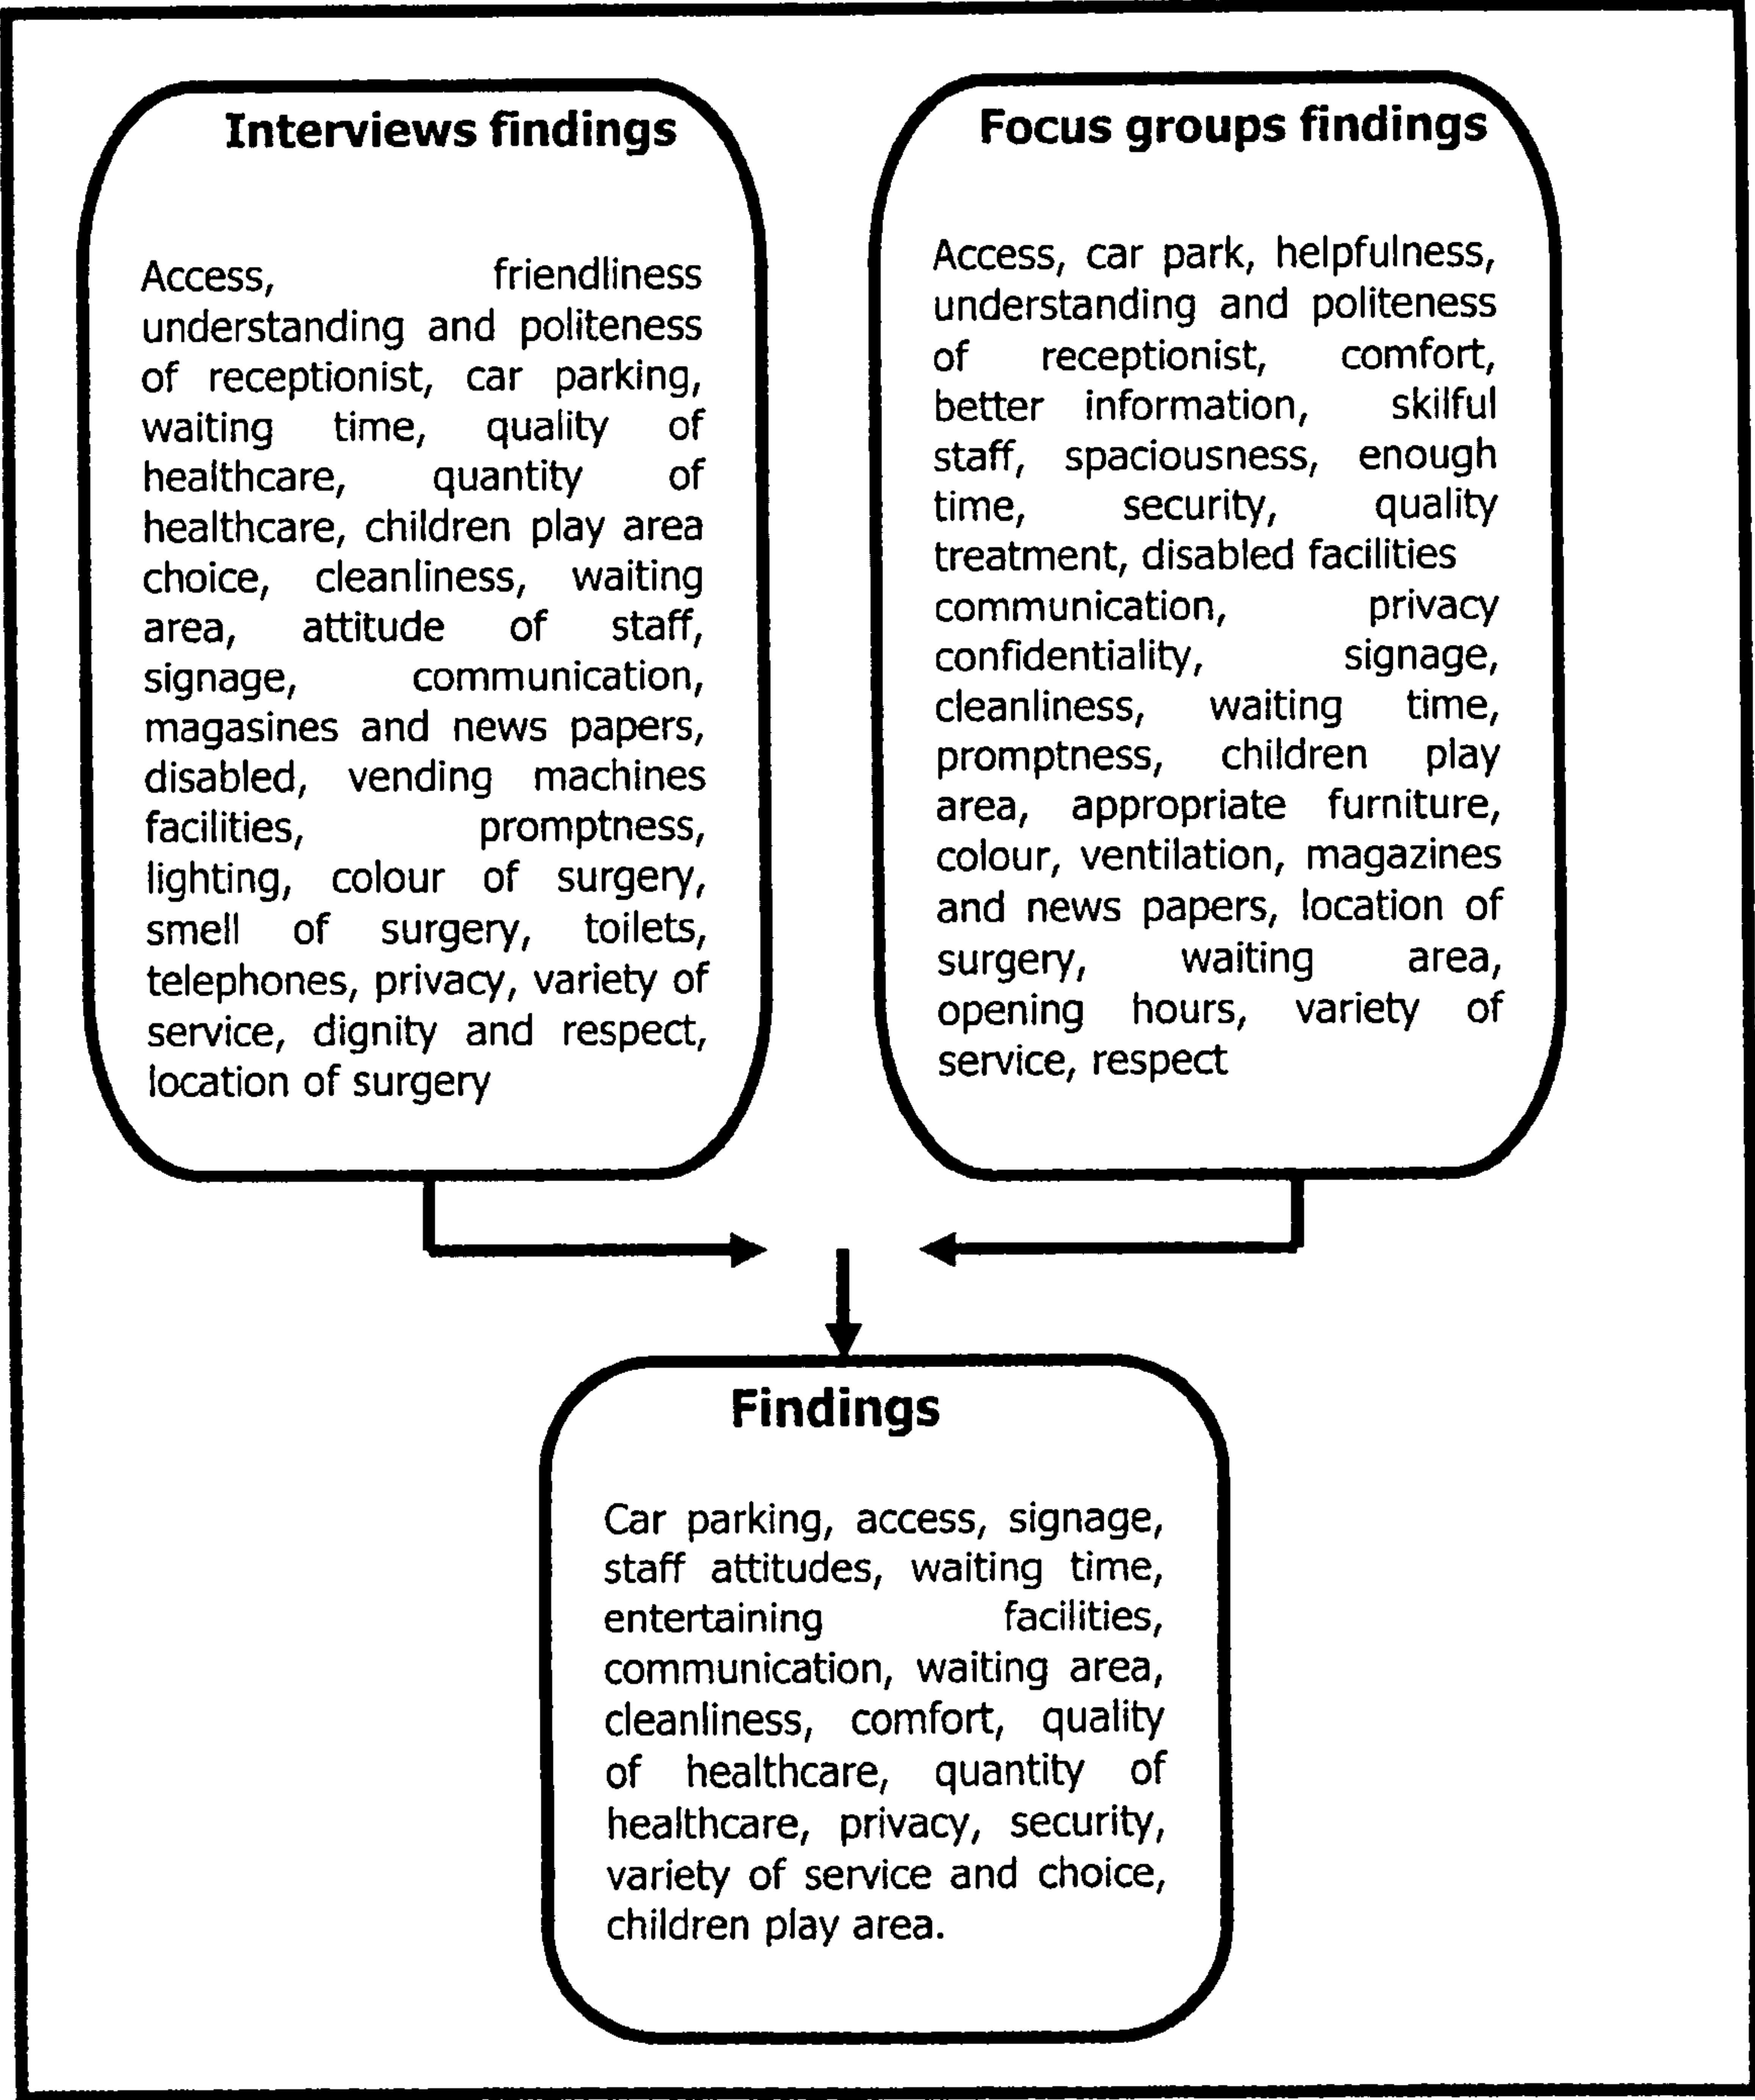 Interviews findings
Access, friendliness
understanding and politeness
of receptionist, car parking,
waiting time, quality of
healthcare, quantity of
healthcare, children play area
choice, cleanliness, waiting
area, attitude of staff,
signage, communication,
magasines and news papers,
disabled, vending machines
facilities, promptness,
lighting, colour of surgery,
smell of surgery, toilets,
telephones, privacy, variety of
service, dignity and respect,
location of surgery
Focus groups findings
Access, car park, helpfulness,
understanding and politeness
of receptionist, comfort,
better information, skilful
staff, spaciousness, enough
time, security, quality
treatment, disabled facilities
communication, privacy
confidentiality, signage,
cleanliness, waiting time,
promptness, children play
area, appropriate furniture,
colour, ventilation, magazines
and news papers, location of
surgery, waiting area,
opening hours, variety of
service, respect
Findings
Car parking, access, signage,
staff attitudes, waiting time,
entertaining facilities,
communication, waiting area,
cleanliness, comfort, quality
of healthcare, quantity of
healthcare, privacy, security,
variety of service and choice,
children play area.